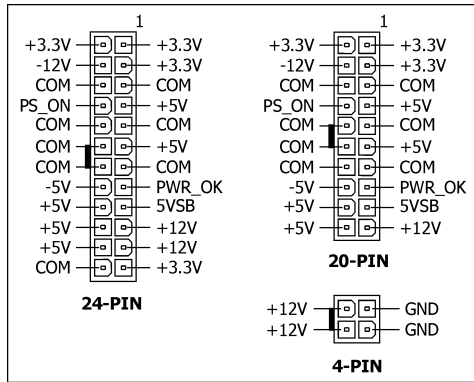 1
+3.3V +3.3V
-12V +3.3V
COM COM
PS_ON +5V
COM COM
COM +5V
COM COM
-5V PWR_OK
+5V 5VSB
+5V +12V
+5V +12V
COM +3.3V
24-PIN
1
+3.3V +3.3V
-12V +3.3V
COM COM
PS_ON +5V
COM COM
COM +5V
COM COM
-5V PWR_OK
+5V 5VSB
+5V +12V
20-PIN
+12V GND
+12V GND
4-PIN